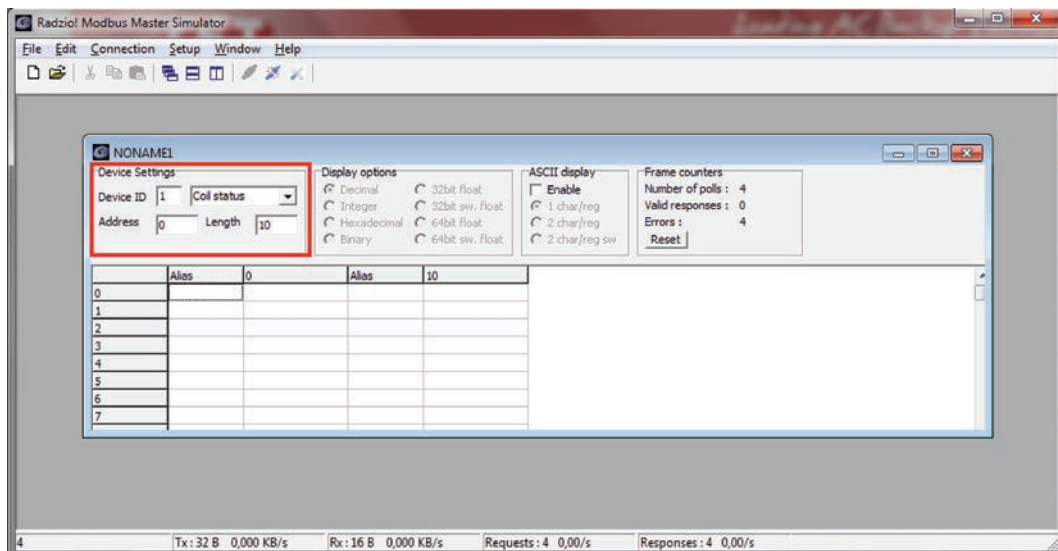 Radzio! Modbus Master Simulator
File Edit Connection Setup Window Help
NONAME1
Device Settings
Device ID 1 Coil status
Address 0 Length 10
Display options
Decimal
Integer
Hexadecimal
Binary
32bit float
32bit sw. float
64bit float
64bit sw. float
ASCII display
Enable
1 char/reg
2 char/reg
2 char/reg sw
Frame counters
Number of polls : 4
Valid responses : 0
Errors : 4
Reset
Alias 0 Alias 10
0
1
2
3
4
5
6
7
4 Tx : 32 B 0,000 KB/s Rx : 16 B 0,000 KB/s Requests : 4 0,00/s Responses : 4 0,00/s